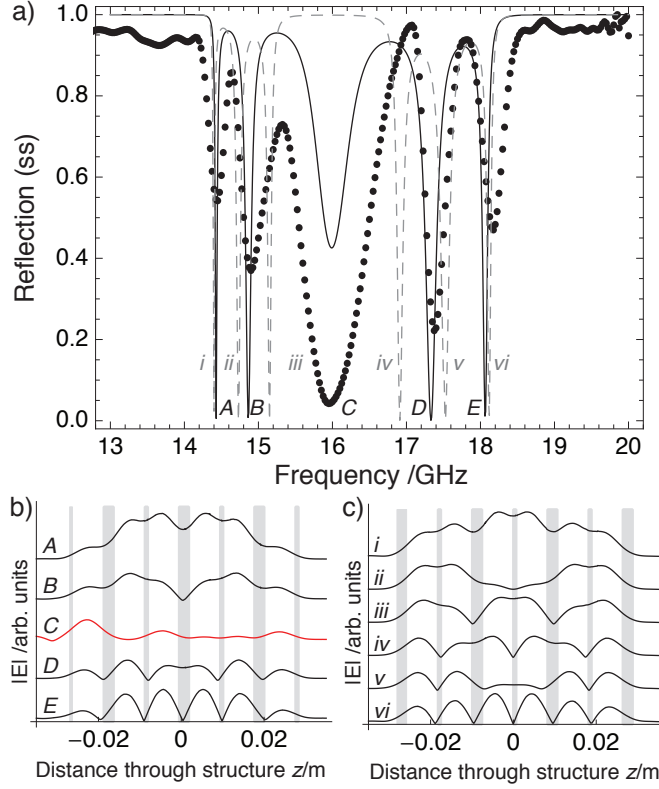 a)
Reflection (ss)
1.0
0.8
0.6
0.4
0.2
0.0
i
ii
iii
iv
v
vi
A
B
C
D
E
13 14 15 16 17 18 19 20
Frequency /GHz
b)
|E| /arb. units
A
B
C
D
E
−0.02 0 0.02
Distance through structure z/m
c)
|E| /arb. units
i
ii
iii
iv
v
vi
−0.02 0 0.02
Distance through structure z/m